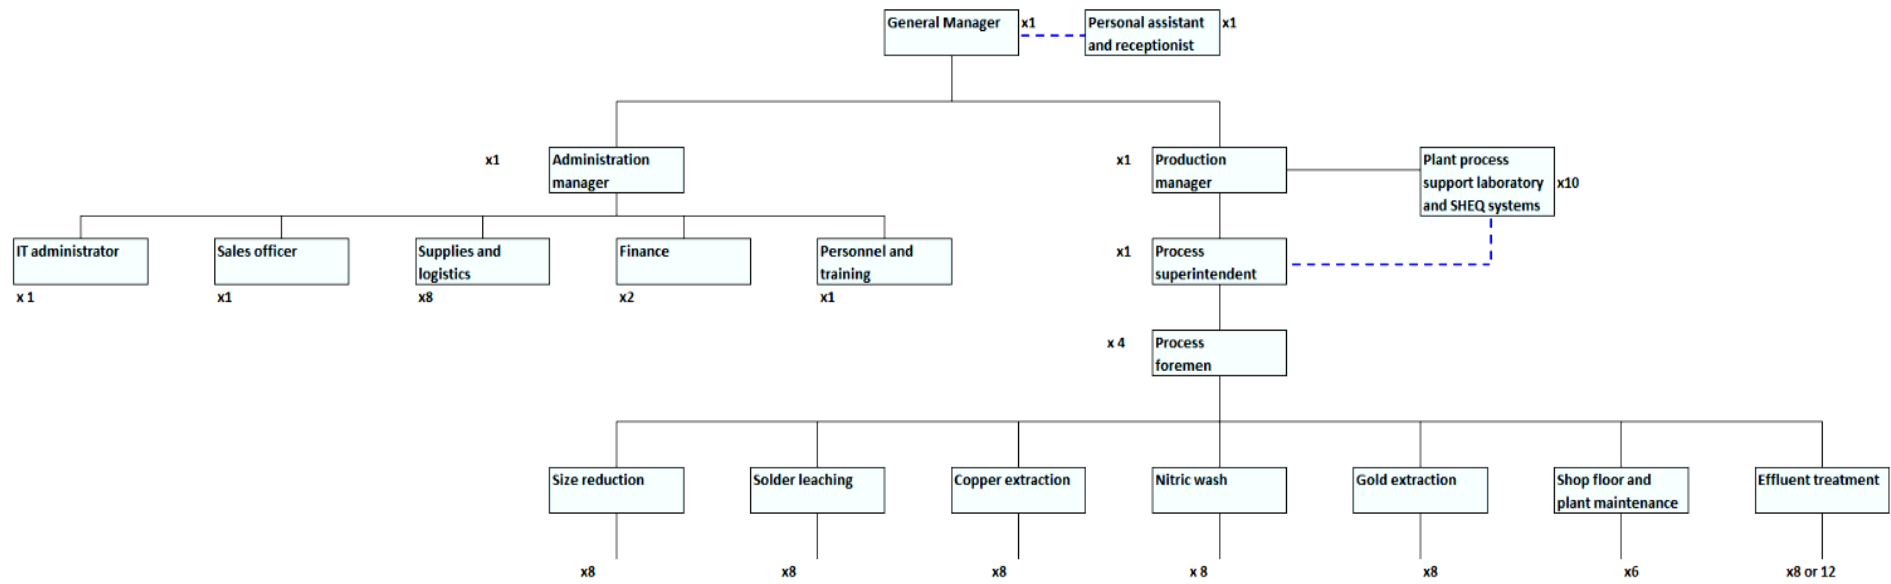 General Manager
x1
Personal assistant
and receptionist
x1
x1
Administration
manager
x1
Production
manager
Plant process
support laboratory
and SHEQ systems
x10
IT administrator
x 1
Sales officer
x1
Supplies and
logistics
x8
Finance
x2
Personnel and
training
x1
x1
Process
superintendent
x 4
Process
foremen
Size reduction
x8
Solder leaching
x8
Copper extraction
x8
Nitric wash
x 8
Gold extraction
x8
Shop floor and
plant maintenance
x6
Effluent treatment
x8 or 12